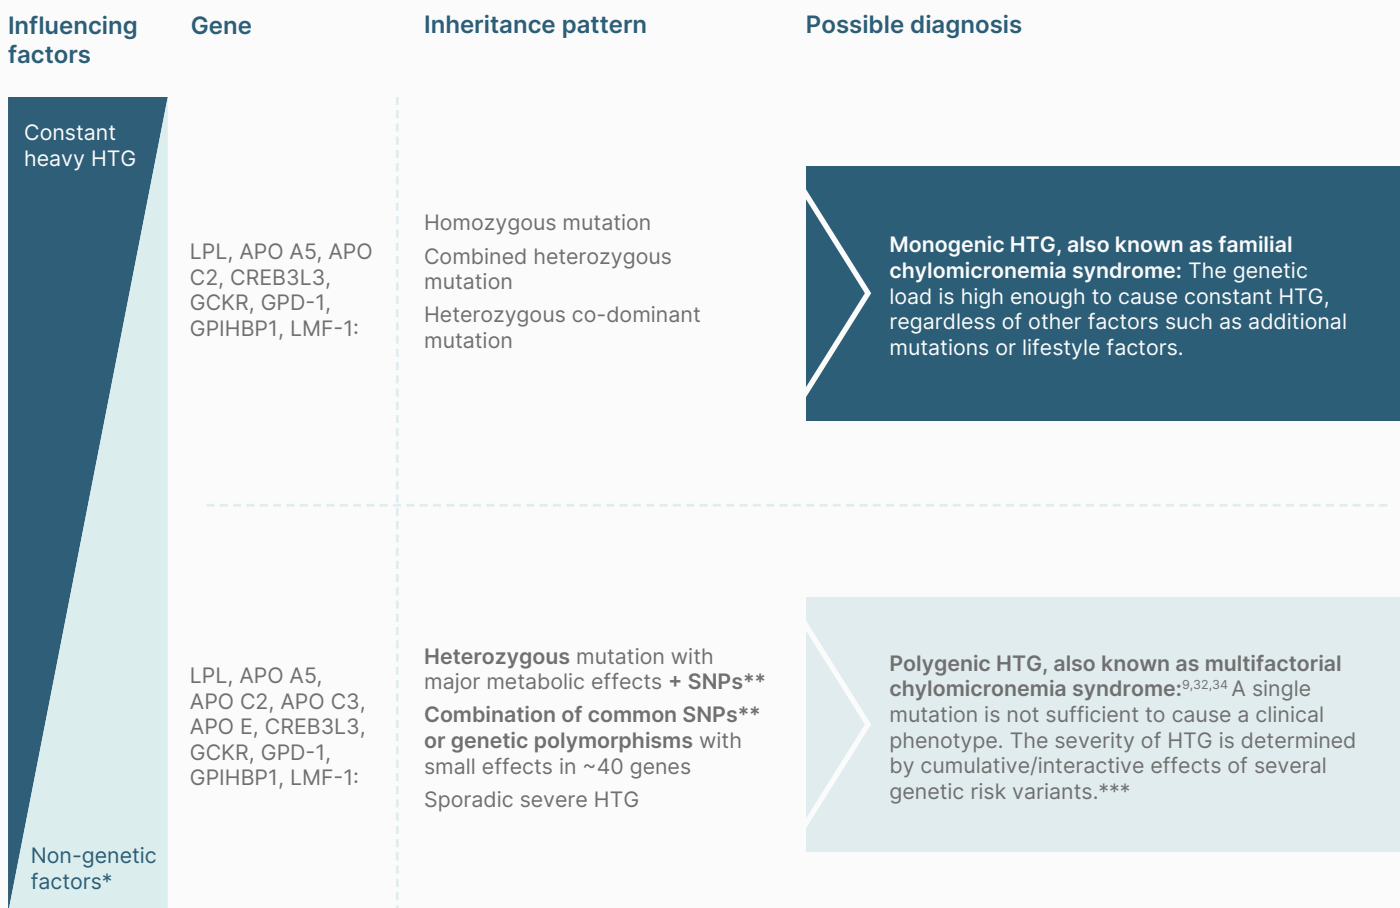 Influencing
factors
Gene
Inheritance pattern
Possible diagnosis
Constant
heavy HTG
LPL, APO A5, APO
C2, CREB3L3,
GCKR, GPD-1,
GPIHBP1, LMF-1:
Homozygous mutation
Combined heterozygous
mutation
Heterozygous co-dominant
mutation
Monogenic HTG, also known as familial
chylomicronemia syndrome: The genetic
load is high enough to cause constant HTG,
regardless of other factors such as additional
mutations or lifestyle factors.
LPL, APO A5,
APO C2, APO C3,
APO E, CREB3L3,
GCKR, GPD-1,
GPIHBP1, LMF-1:
Heterozygous mutation with
major metabolic effects + SNPs**
Combination of common SNPs**
or genetic polymorphisms with
small effects in ~40 genes
Sporadic severe HTG
Polygenic HTG, also known as multifactorial
chylomicronemia syndrome:9,32,34 A single
mutation is not sufficient to cause a clinical
phenotype. The severity of HTG is determined
by cumulative/interactive effects of several
genetic risk variants.***
Non-genetic
factors*